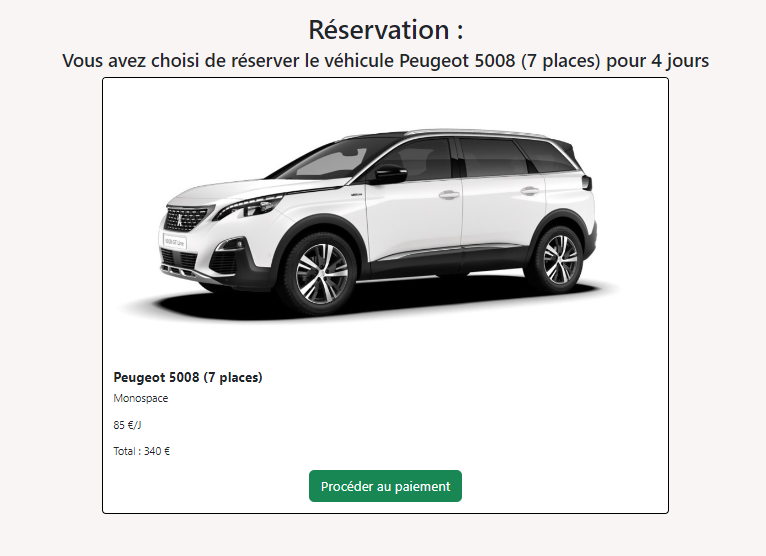 Réservation :
Vous avez choisi de réserver le véhicule Peugeot 5008 (7 places) pour 4 jours
Peugeot 5008 (7 places)
Monospace
85 €/J
Total : 340 €
Procéder au paiement